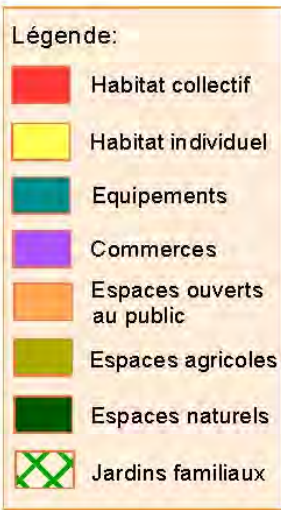 Légende:
Habitat collectif
Habitat individuel
Equipements
Commerces
Espaces ouverts
au public
Espaces agricoles
Espaces naturels
Jardins familiaux